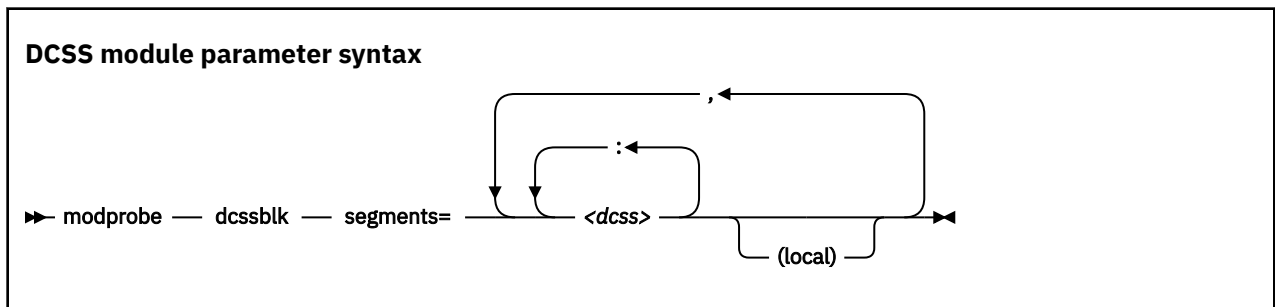 DCSS module parameter syntax
,
:
modprobe dcssblk segments= <dcss>
(local)